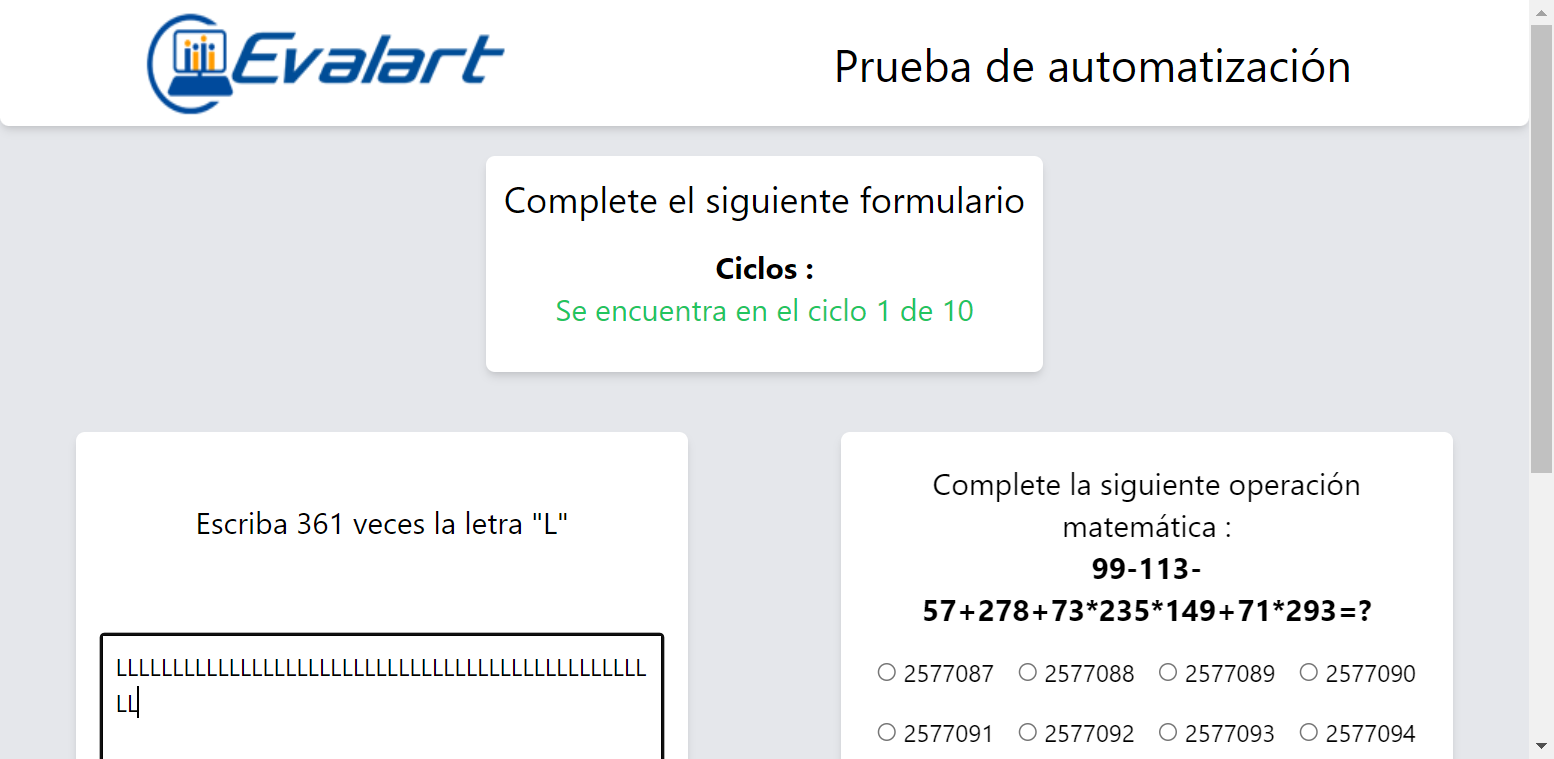 Evalart
Prueba de automatización
Complete el siguiente formulario
Ciclos :
Se encuentra en el ciclo 1 de 10
Escriba 361 veces la letra "L"
LLLLLLLLLLLLLLLLLLLLLLLLLLLLLLLLLLLLLLLLLLLLLLL
LL
Complete la siguiente operación
matemática :
99-113-
57+278+73*235*149+71*293=?
2577087 2577088 2577089 2577090
2577091 2577092 2577093 2577094